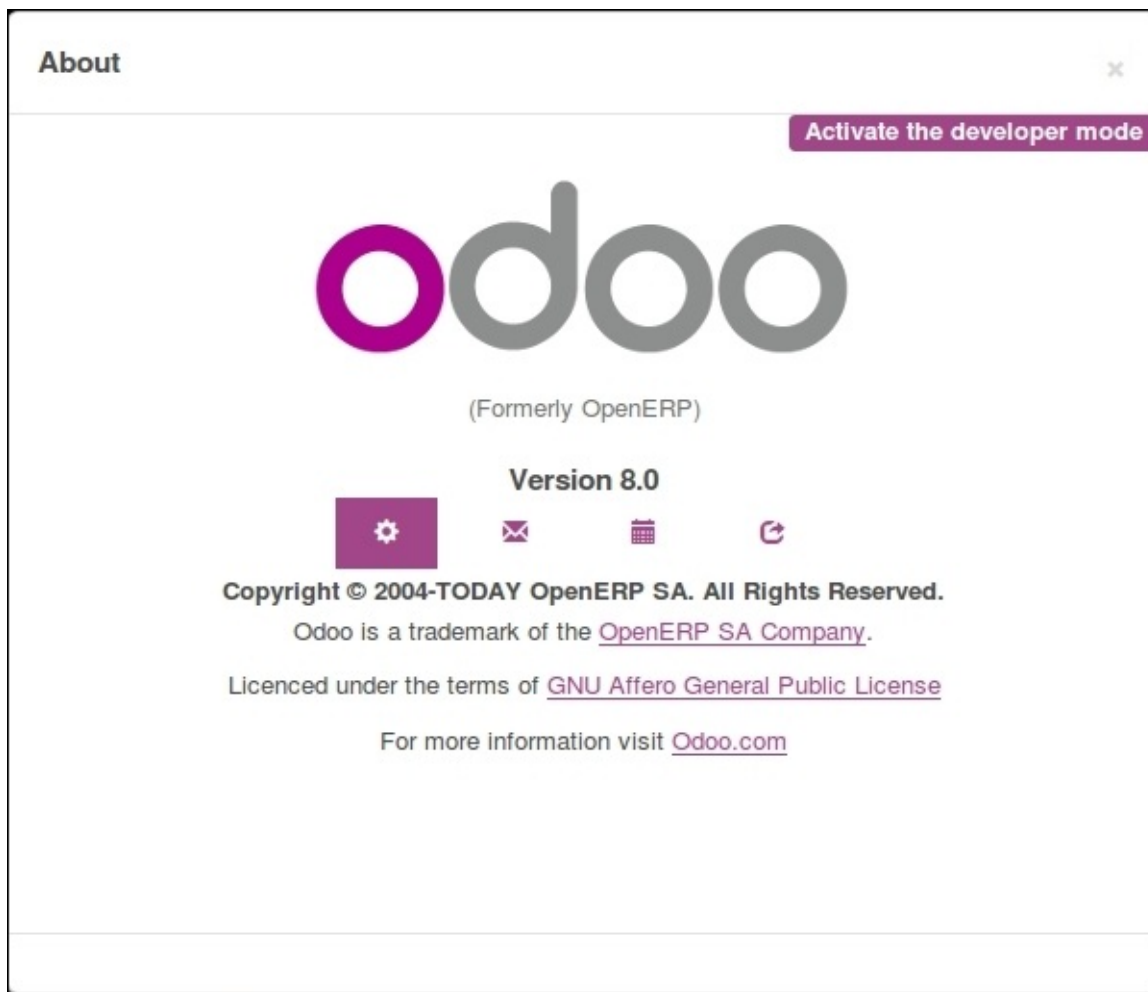 About
Activate the developer mode
odoo
(Formerly OpenERP)
Version 8.0
Copyright © 2004-TODAY OpenERP SA. All Rights Reserved.
Odoo is a trademark of the OpenERP SA Company.
Licenced under the terms of GNU Affero General Public License
For more information visit Odoo.com